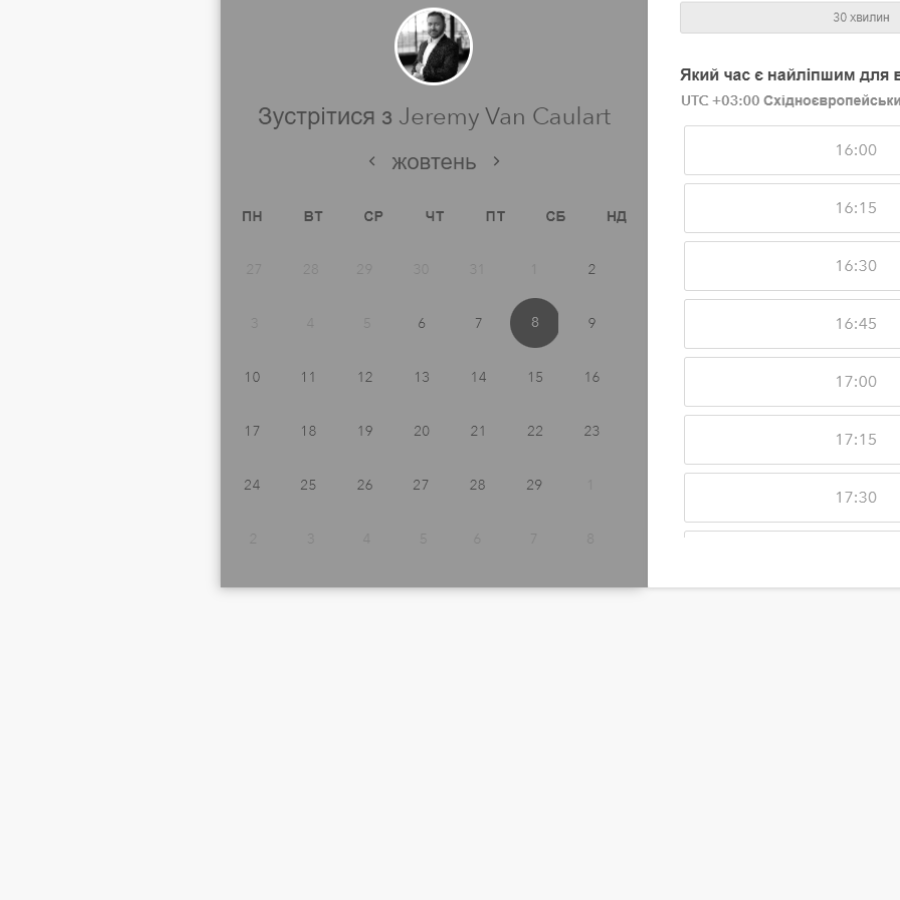 Зустрітися з Jeremy Van Caulart
‹ жовтень ›
ПН ВТ СР ЧТ ПТ СБ НД
27 28 29 30 31 1 2
3 4 5 6 7 8 9
10 11 12 13 14 15 16
17 18 19 20 21 22 23
24 25 26 27 28 29 1
2 3 4 5 6 7 8
30 хвилин
Який час є найліпшим для в
UTC +03:00 Східноєвропейськи
16:00
16:15
16:30
16:45
17:00
17:15
17:30